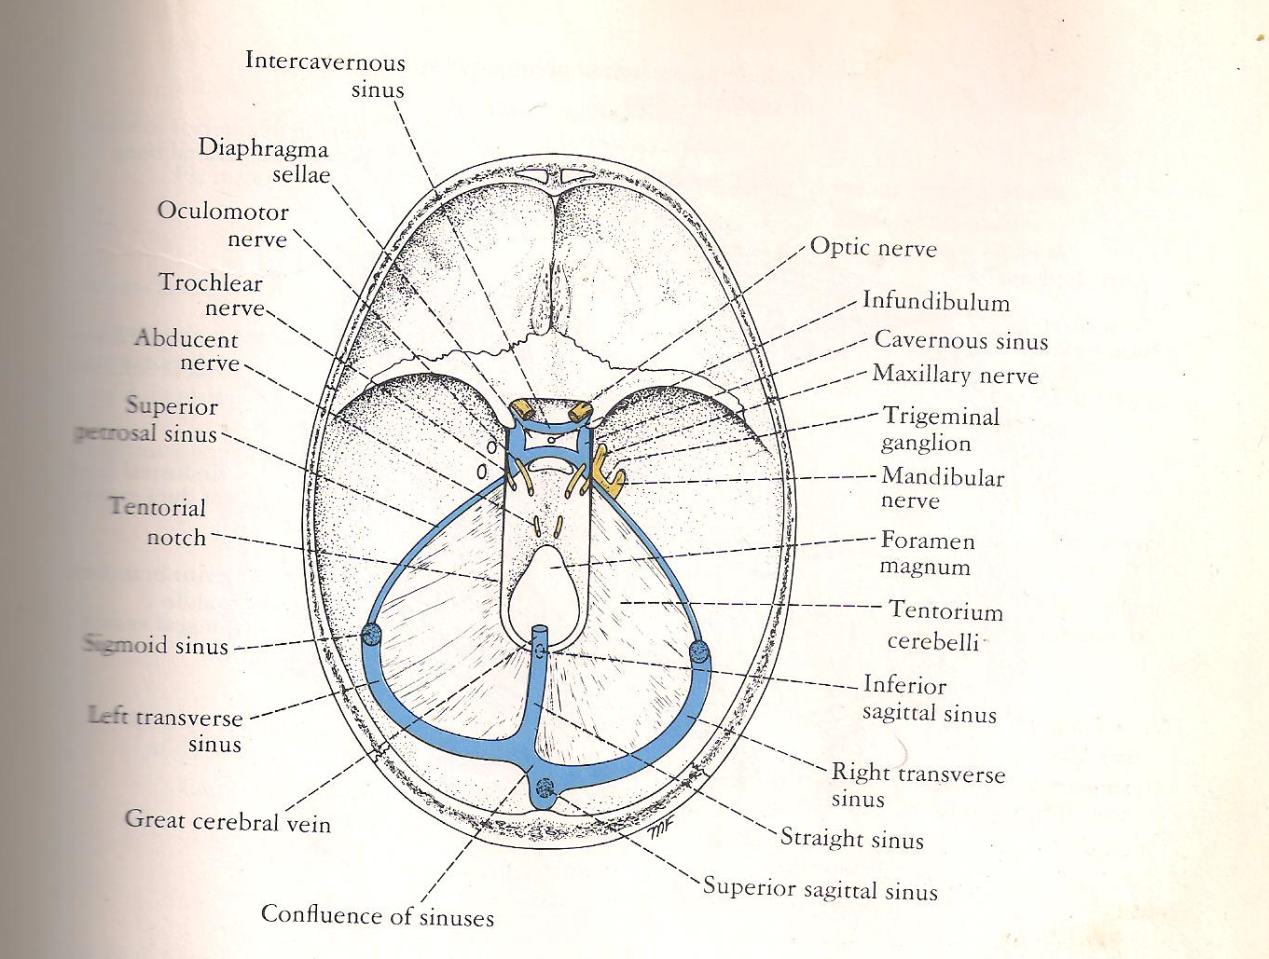 Intercavernous
sinus
Diaphragma
sellae
Oculomotor
nerve
Trochlear
nerve
Abducent
nerve
Superior
petrosal sinus
Tentorial
notch
Sigmoid sinus
Left transverse
sinus
Great cerebral vein
Confluence of sinuses
Optic nerve
Infundibulum
Cavernous sinus
Maxillary nerve
Trigeminal
ganglion
Mandibular
nerve
Foramen
magnum
Tentorium
cerebelli
Inferior
sagittal sinus
Right transverse
sinus
Straight sinus
Superior sagittal sinus